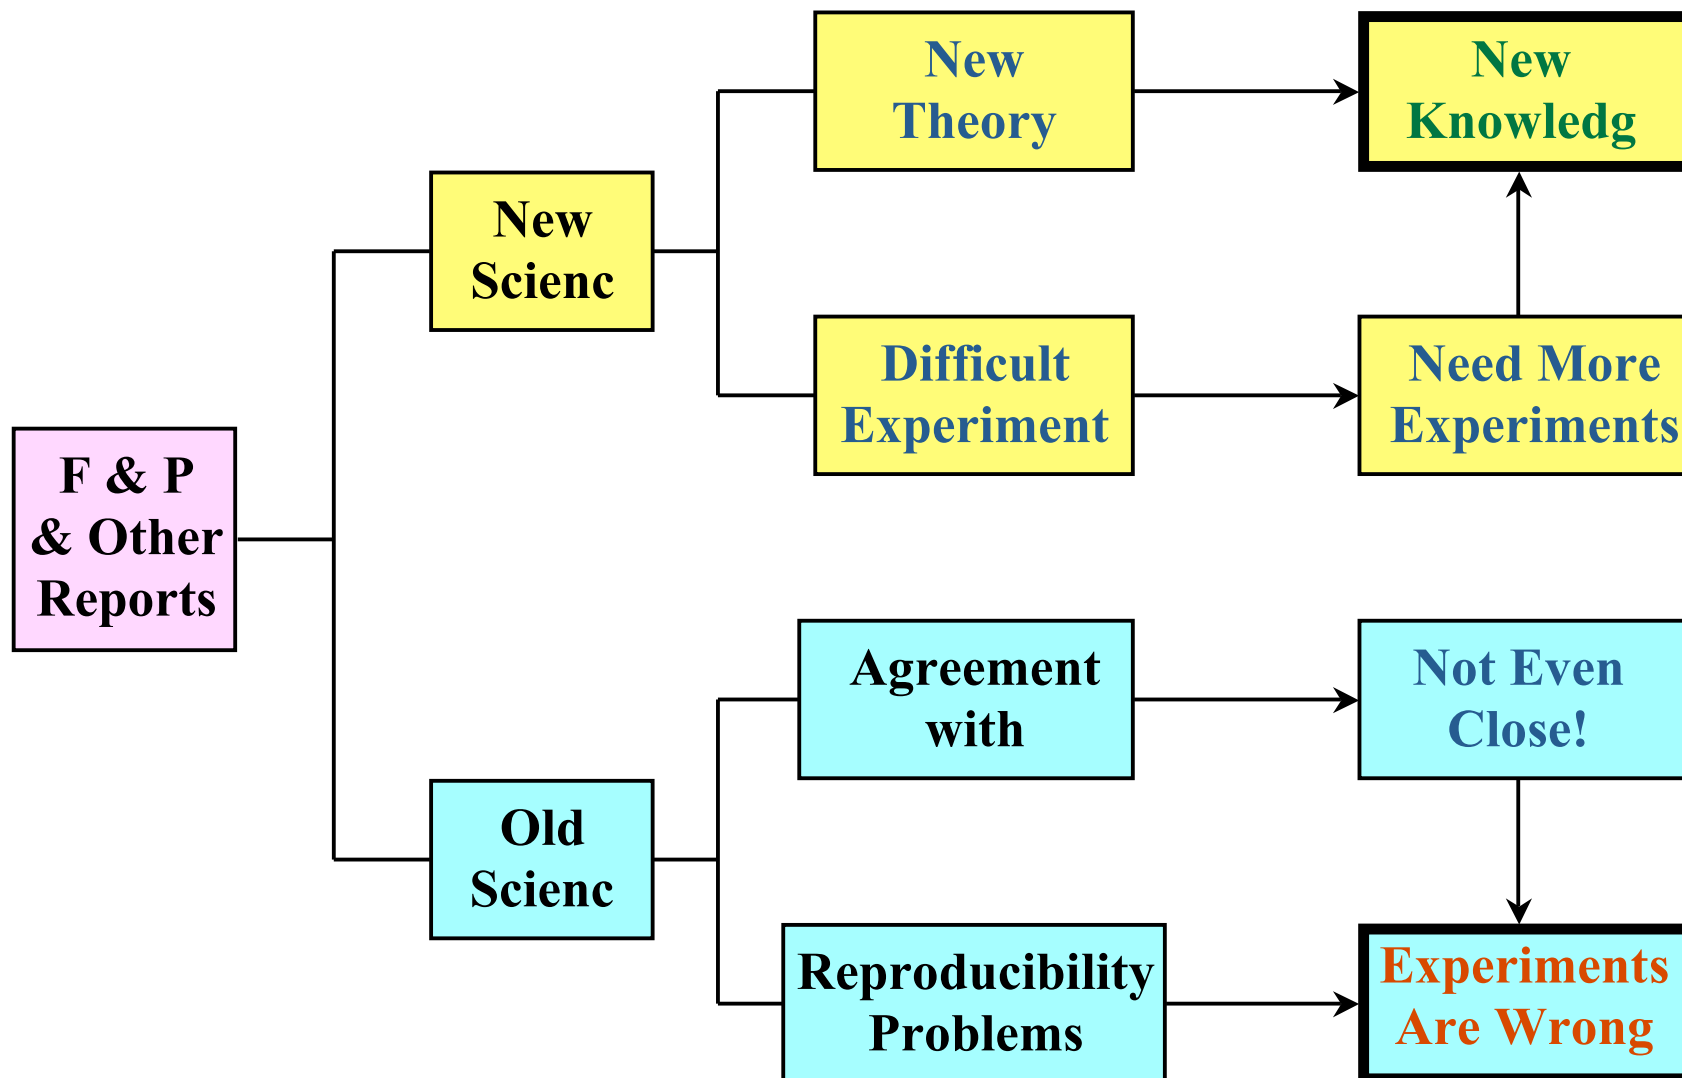 New
Theory
New
Knowledg
New
Scienc
Difficult
Experiment
Need More
Experiments
F & P
& Other
Reports
Agreement
with
Not Even
Close!
Old
Scienc
Reproducibility
Problems
Experiments
Are Wrong